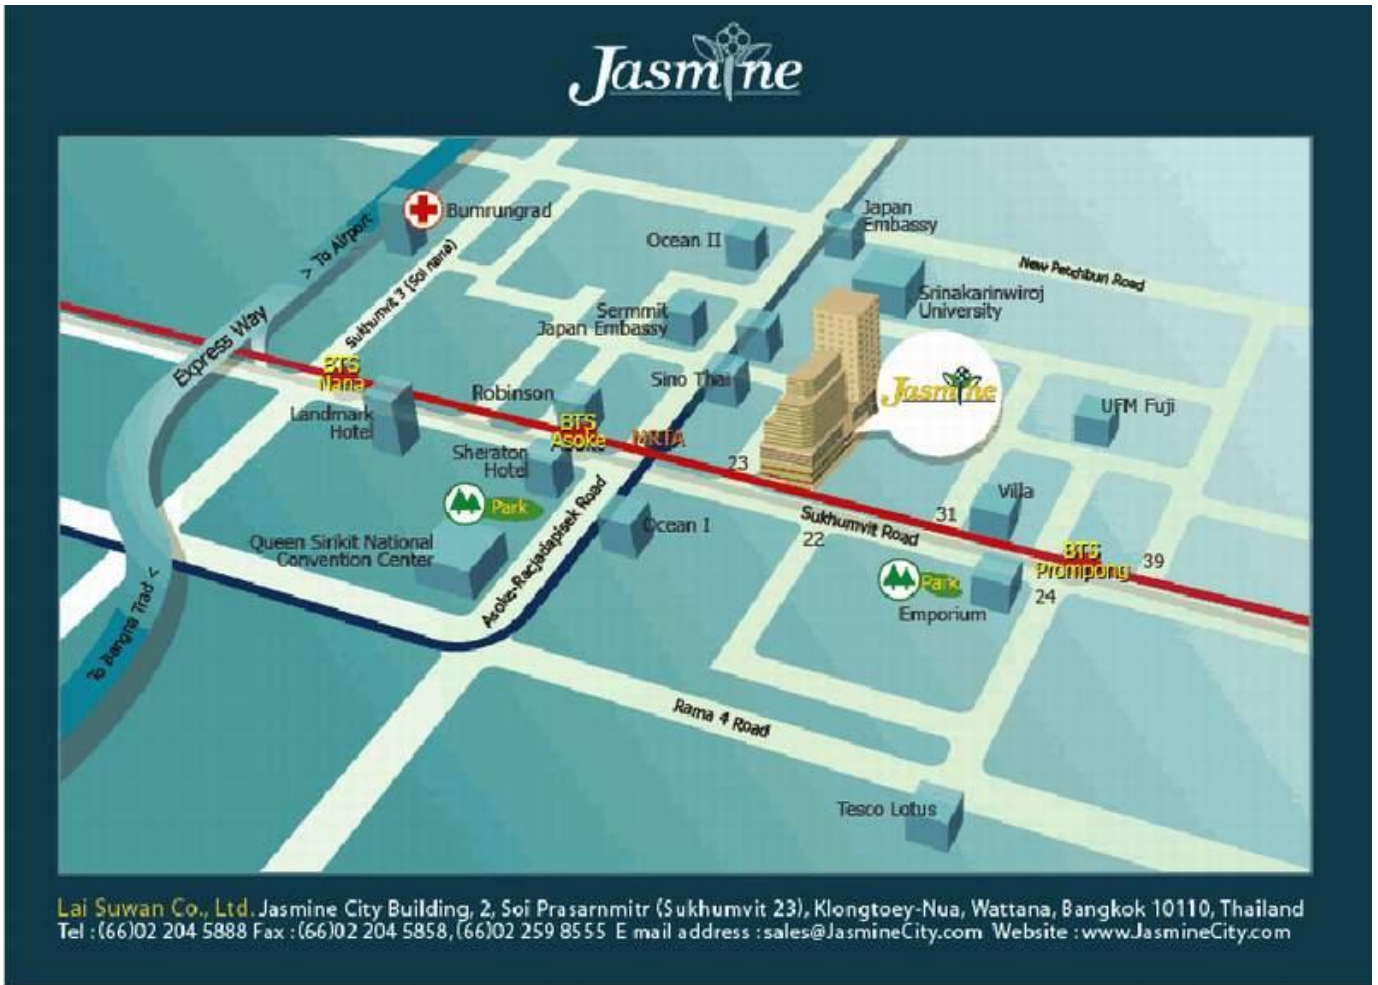 Jasmine
Bumrungrad
Japan
Embassy
> To Airport
Ocean II
New Petchburi Road
Sukhumvit 3 (Soi nana)
Srinakarinwiroj
University
Sermmit
Japan Embassy
Express Way
BTS
Nana
Sino Thai
Jasmine
Robinson
UFM Fuji
Landmark
Hotel
BTS
Asoke
Asoke
MRTA
Sheraton
Hotel
23
Villa
Park
31
Sukhumvit Road
Ocean I
22
Queen Sirikit National
Convention Center
Asoke-Racjadapisek Road
BTS
Prompong
39
Park
24
Emporium
To Bangna Trad <
Rama 4 Road
Tesco Lotus
Lai Suwan Co., Ltd. Jasmine City Building, 2, Soi Prasarnmitr (Sukhumvit 23), Klongtoey-Nua, Wattana, Bangkok 10110, Thailand
Tel :(66)02 204 5888 Fax :(66)02 204 5858,(66)02 259 8555 E mail address :sales@JasmineCity.com Website :www.JasmineCity.com